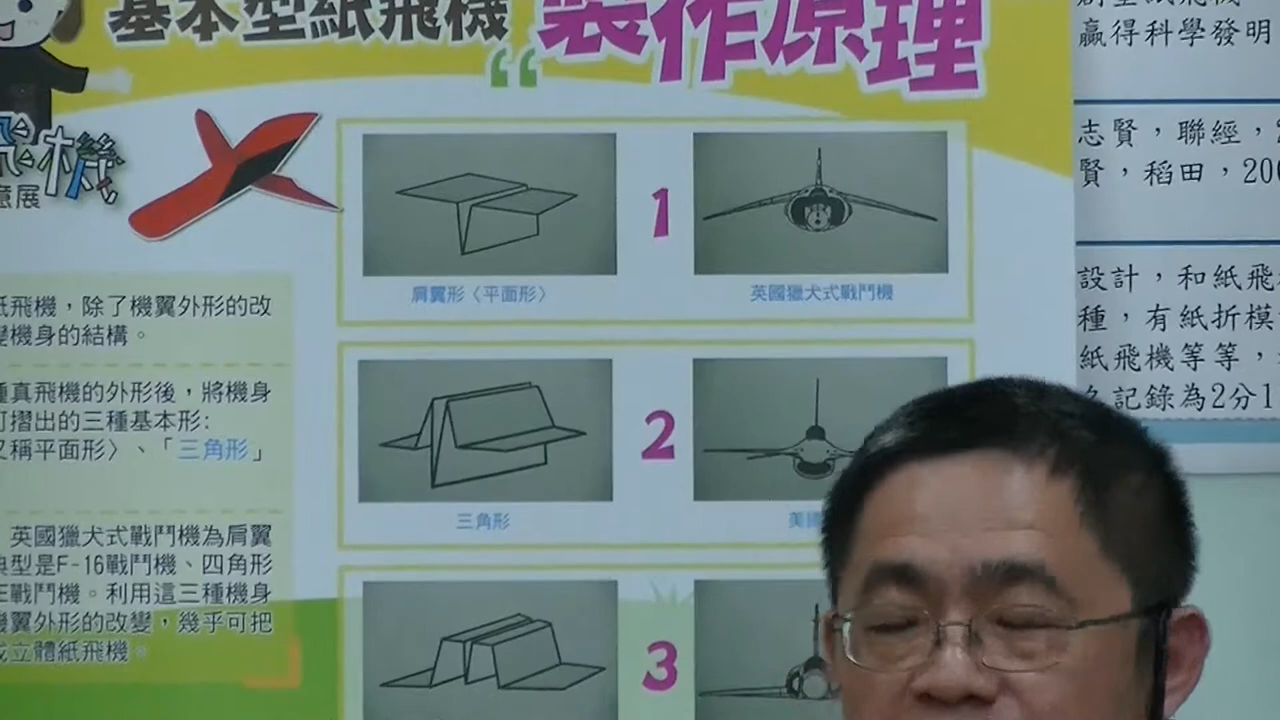 基本型紙飛機
製作原理
飛機
意展
1
肩翼形〈平面形〉
英國獵犬式戰鬥機
紙飛機，除了機翼外形的改
變機身的結構。
種真飛機的外形後，將機身
可摺出的三種基本形:
又稱平面形〉、「三角形」
2
三角形
美國
英國獵犬式戰鬥機為肩翼
典型是F-16戰鬥機、四角形
戰鬥機。利用這三種機身
機翼外形的改變，幾乎可把
成立體紙飛機。
3
贏得科學發明
志賢，聯經，
賢，稻田，200
設計，和紙飛機
種，有紙折模
紙飛機等等，
記錄為2分1